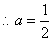 ∴ a = 1/2